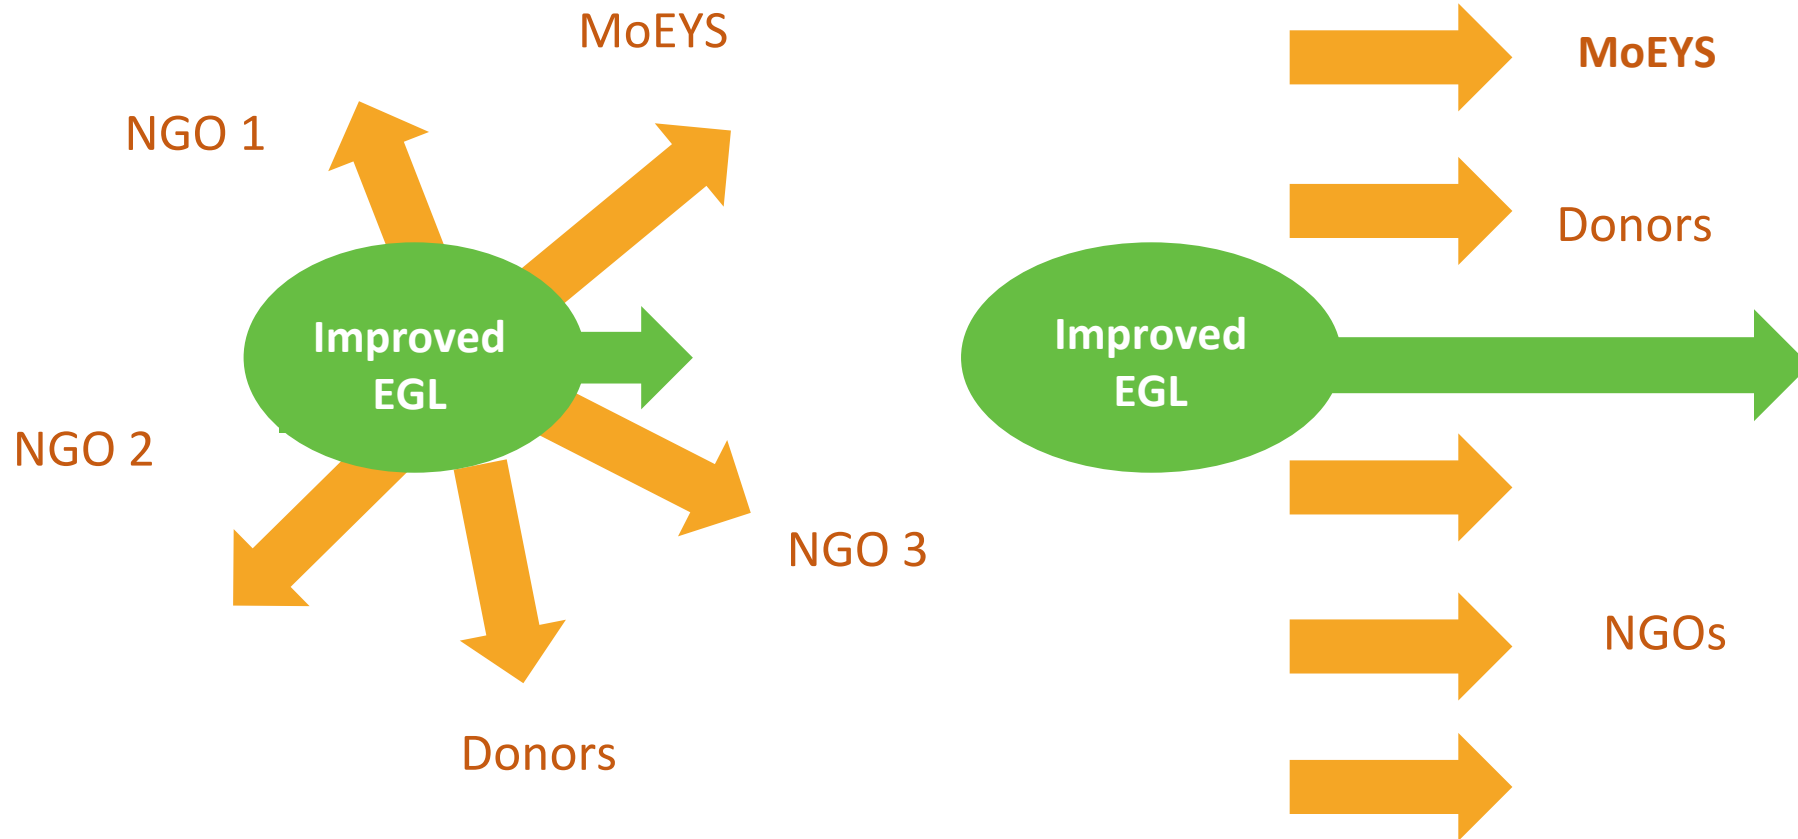 MoEYS
NGO 1
Improved
EGL
NGO 2
NGO 3
Donors
MoEYS
Donors
Improved
EGL
NGOs